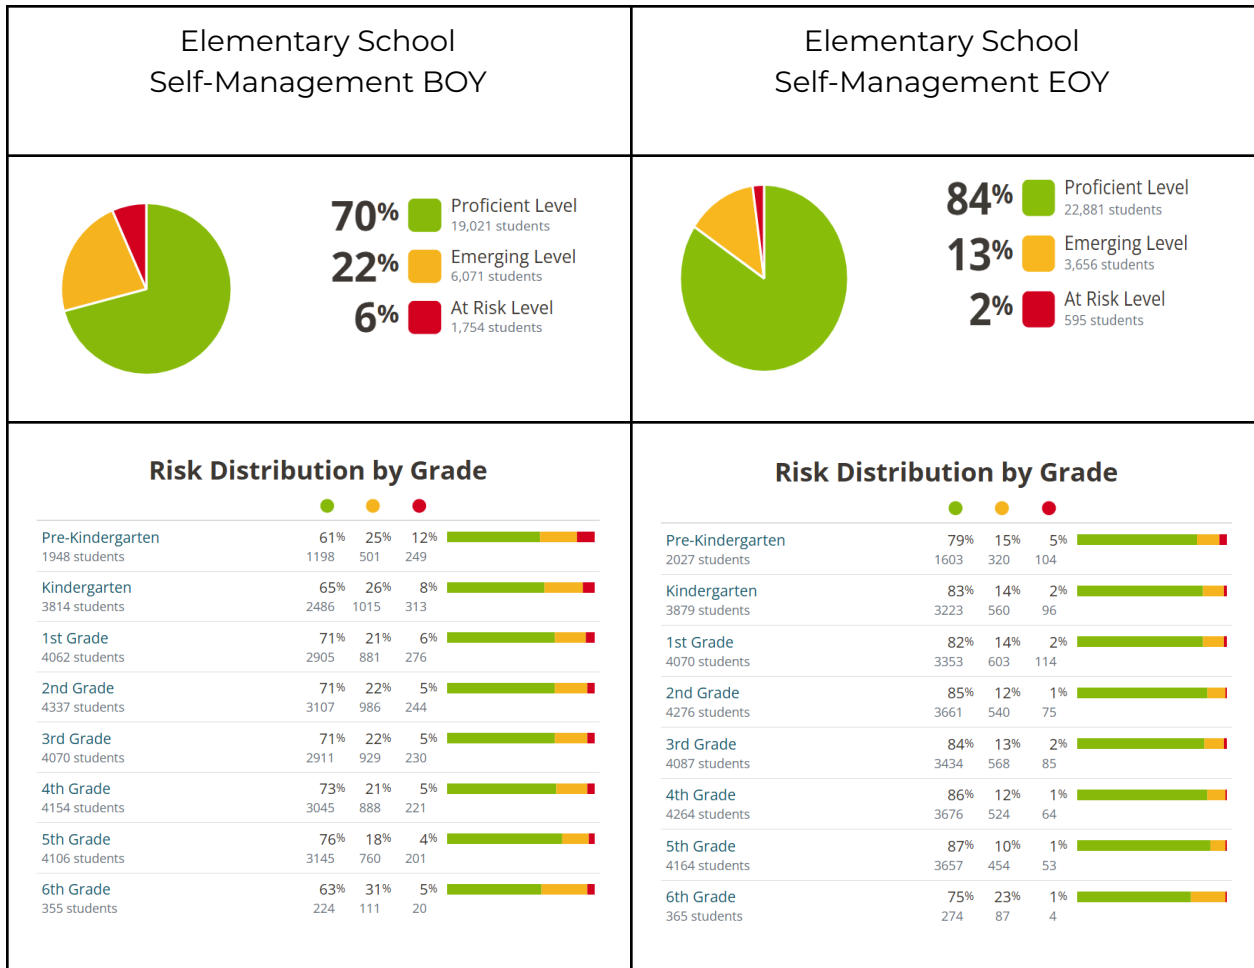 Elementary School
Self-Management BOY
Elementary School
Self-Management EOY
70% Proficient Level
19,021 students
22% Emerging Level
6,071 students
6% At Risk Level
1,754 students
84% Proficient Level
22,881 students
13% Emerging Level
3,656 students
2% At Risk Level
595 students
Risk Distribution by Grade
Pre-Kindergarten 61% 25% 12%
1948 students 1198 501 249
Kindergarten 65% 26% 8%
3814 students 2486 1015 313
1st Grade 71% 21% 6%
4062 students 2905 881 276
2nd Grade 71% 22% 5%
4337 students 3107 986 244
3rd Grade 71% 22% 5%
4070 students 2911 929 230
4th Grade 73% 21% 5%
4154 students 3045 888 221
5th Grade 76% 18% 4%
4106 students 3145 760 201
6th Grade 63% 31% 5%
355 students 224 111 20
Risk Distribution by Grade
Pre-Kindergarten 79% 15% 5%
2027 students 1603 320 104
Kindergarten 83% 14% 2%
3879 students 3223 560 96
1st Grade 82% 14% 2%
4070 students 3353 603 114
2nd Grade 85% 12% 1%
4276 students 3661 540 75
3rd Grade 84% 13% 2%
4087 students 3434 568 85
4th Grade 86% 12% 1%
4264 students 3676 524 64
5th Grade 87% 10% 1%
4164 students 3657 454 53
6th Grade 75% 23% 1%
365 students 274 87 4